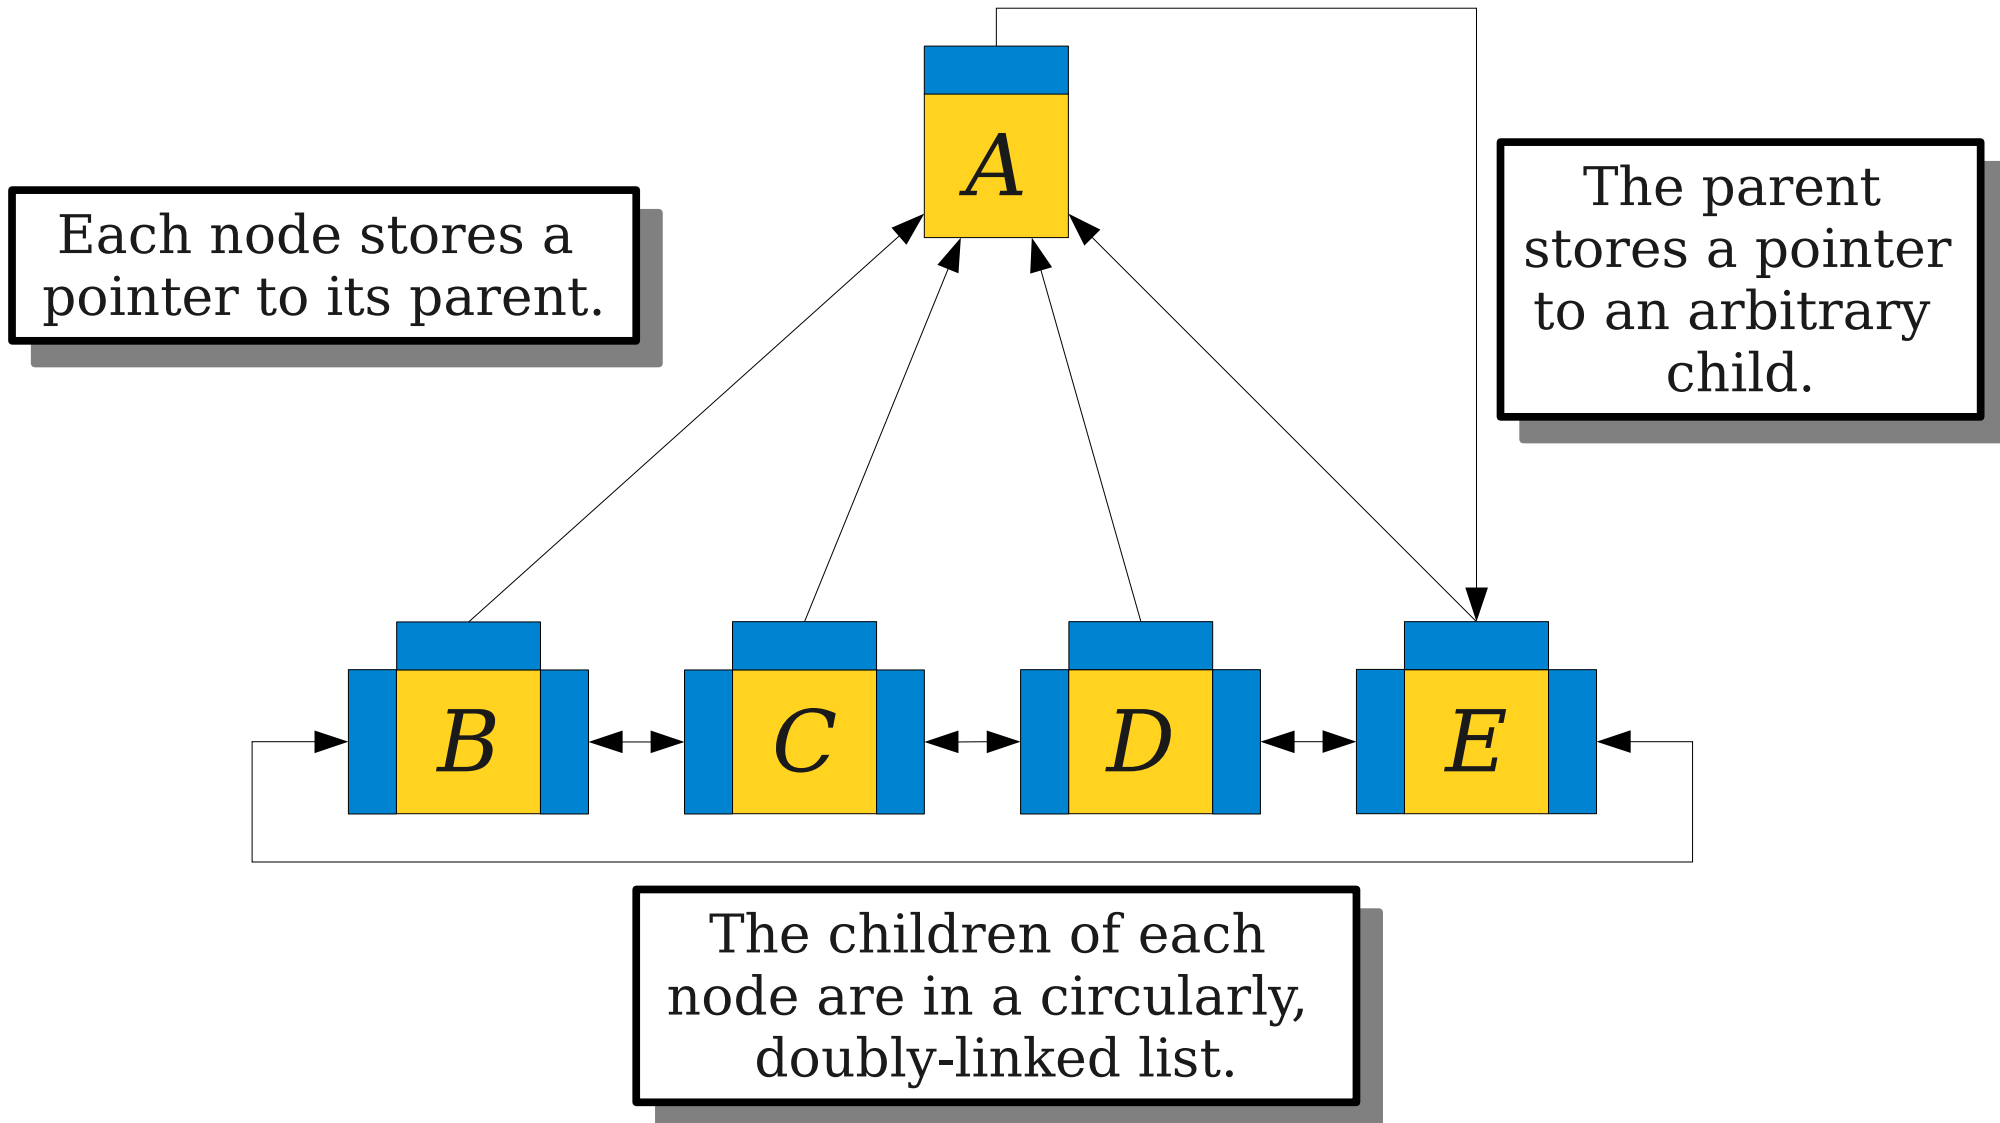 A
Each node stores a
pointer to its parent.
The parent
stores a pointer
to an arbitrary
child.
B
C
D
E
The children of each
node are in a circularly,
doubly-linked list.